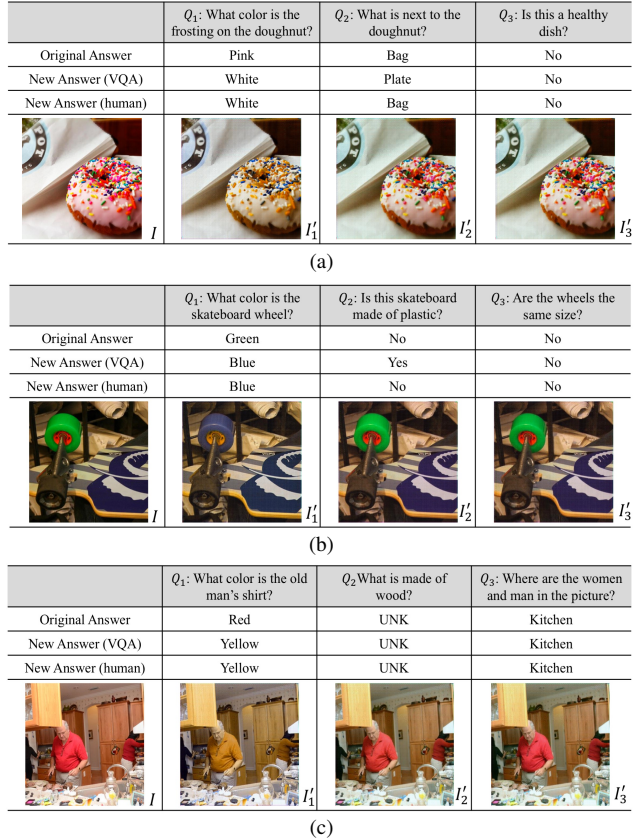 Q₁: What color is the frosting on the doughnut?
Q₂: What is next to the doughnut?
Q₃: Is this a healthy dish?
Original Answer Pink Bag No
New Answer (VQA) White Plate No
New Answer (human) White Bag No
POT
I I′₁ I′₂ I′₃
(a)
Q₁: What color is the skateboard wheel?
Q₂: Is this skateboard made of plastic?
Q₃: Are the wheels the same size?
Original Answer Green No No
New Answer (VQA) Blue Yes No
New Answer (human) Blue No No
I I′₁ I′₂ I′₃
(b)
Q₁: What color is the old man's shirt?
Q₂What is made of wood?
Q₃: Where are the women and man in the picture?
Original Answer Red UNK Kitchen
New Answer (VQA) Yellow UNK Kitchen
New Answer (human) Yellow UNK Kitchen
I I′₁ I′₂ I′₃
(c)